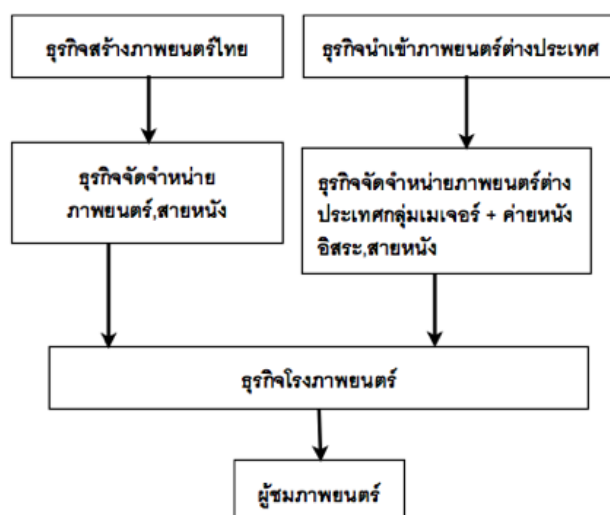 ธุรกิจสร้างภาพยนตร์ไทย
ธุรกิจนำเข้าภาพยนตร์ต่างประเทศ
ธุรกิจจัดจำหน่าย
ภาพยนตร์,สายหนัง
ธุรกิจจัดจำหน่ายภาพยนตร์ต่าง
ประเทศกลุ่มเมเจอร์ + ค่ายหนัง
อิสระ,สายหนัง
ธุรกิจโรงภาพยนตร์
ผู้ชมภาพยนตร์